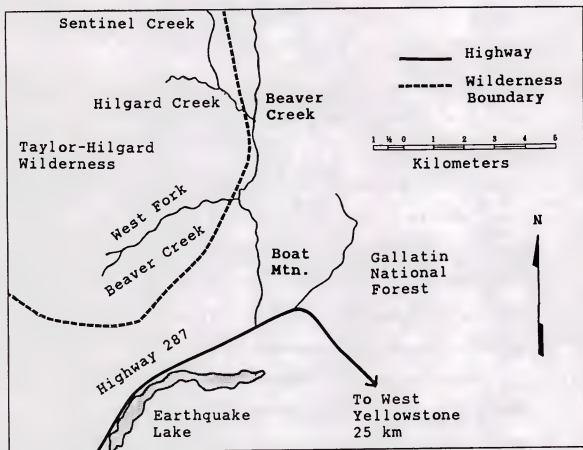 Sentinel Creek
Highway
Wilderness
Boundary
Hilgard Creek
Beaver
Creek
1 ½ 0 1 2 3 4 5
Kilometers
Taylor-Hilgard
Wilderness
West Fork
Beaver Creek
N
Boat
Mtn.
Gallatin
National
Forest
Highway 287
To West
Yellowstone
25 km
Earthquake
Lake